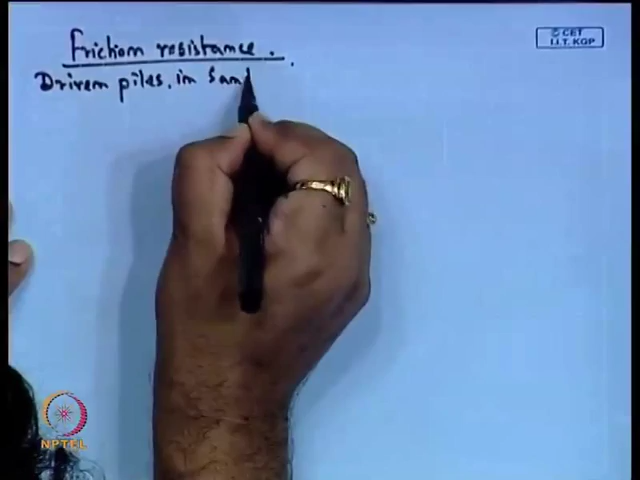 Friction resistance.
Driven piles, in San
© CET
I.I.T. KGP
NPTEL